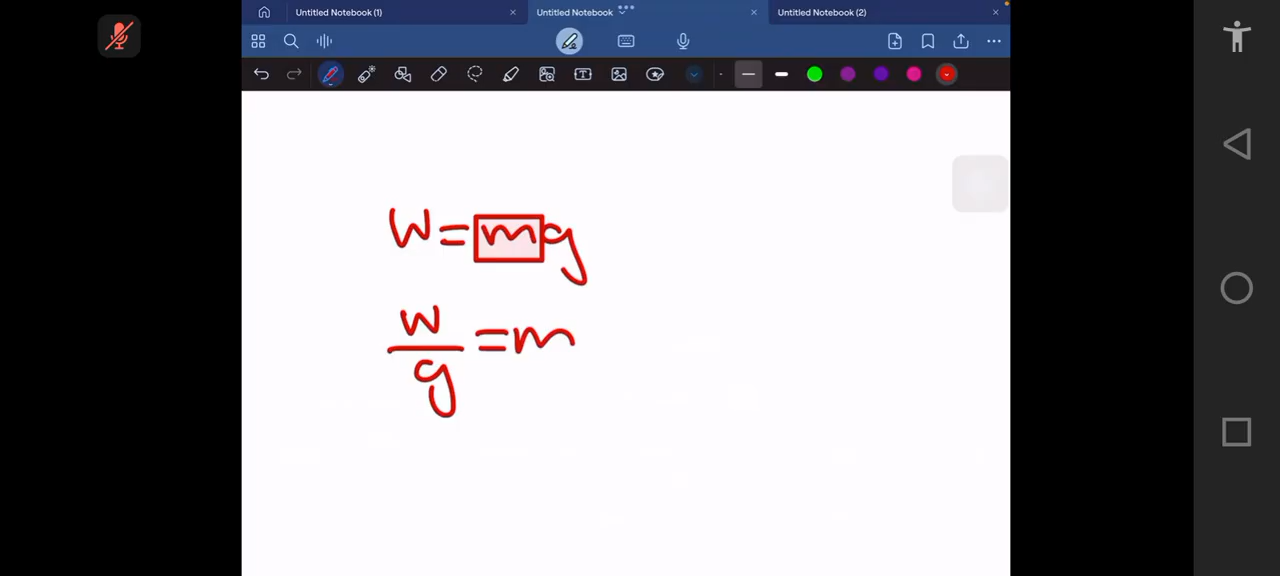 Untitled Notebook (1)
Untitled Notebook
Untitled Notebook (2)
W = mg
w/g = m